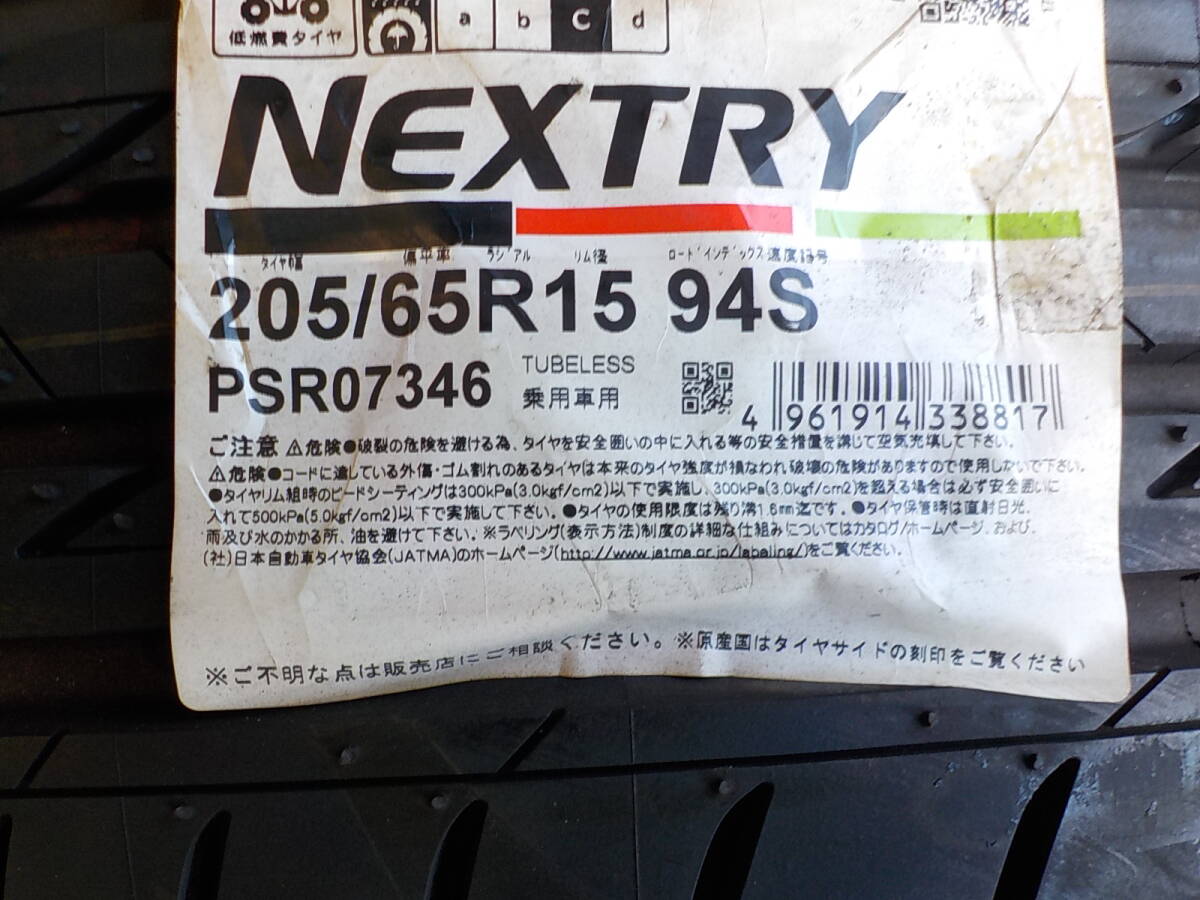 低燃費タイヤ
a b c d
NEXTRY
タイヤ幅 偏平率 ラジアル リム径 ロードインデックス 速度記号
205/65R15 94S
PSR07346
TUBELESS
乗用車用
4 961914 338817
ご注意 ⚠危険●破裂の危険を避ける為、タイヤを安全囲いの中に入れる等の安全措置を講じて空気充填して下さい。
⚠危険●コードに達している外傷・ゴム割れのあるタイヤは本来のタイヤ強度が損なわれ破壊の危険がありますので使用しないで下さい。
●タイヤリム組時のビードシーティングは300kPa(3.0kgf/cm2)以下で実施し、300kPa(3.0kgf/cm2)を超える場合は必ず安全囲いに
入れて500kPa(5.0kgf/cm2)以下で実施して下さい。●タイヤの使用限度は残り溝1.6mm迄です。●タイヤ保管時は直射日光、
雨及び水のかかる所、油を避けて下さい。※ラベリング(表示方法)制度の詳細な仕組みについてはカタログ/ホームページ、および、
(社)日本自動車タイヤ協会(JATMA)のホームページ(http://www.jatma.or.jp/labeling/)をご覧ください。
※ご不明な点は販売店にご相談ください。※原産国はタイヤサイドの刻印をご覧ください